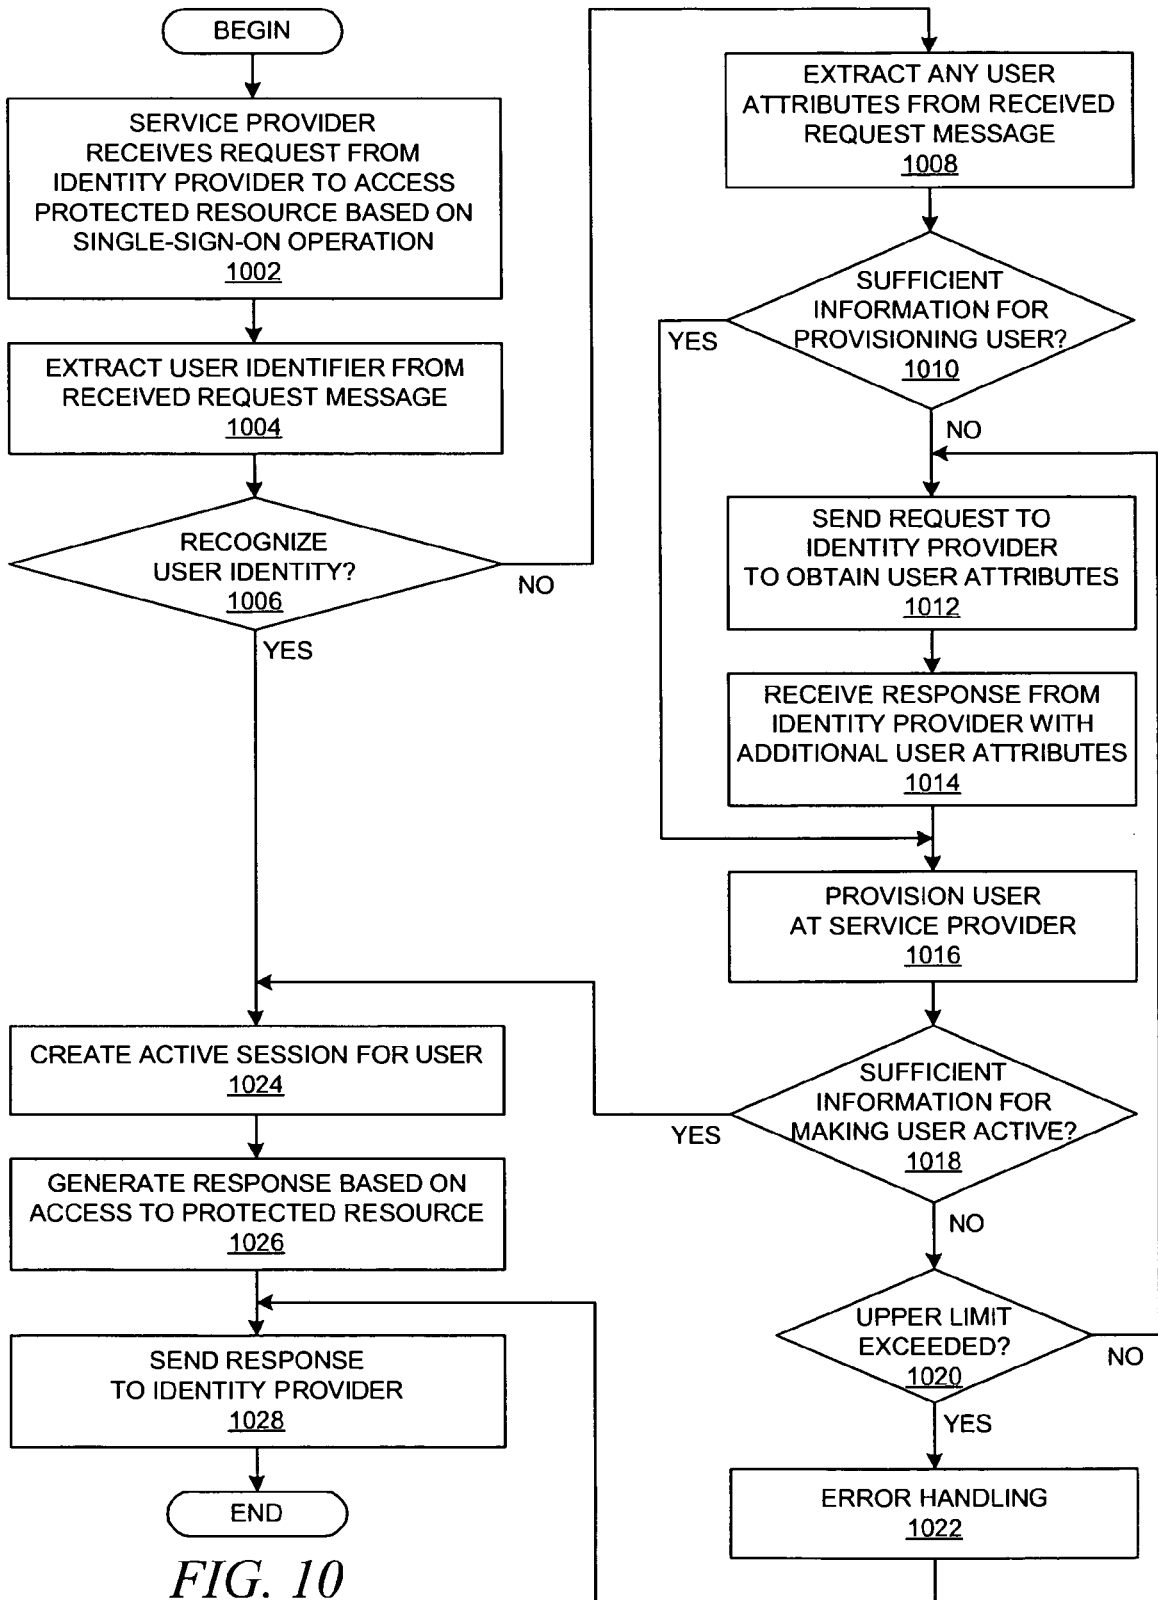 BEGIN
SERVICE PROVIDER
RECEIVES REQUEST FROM
IDENTITY PROVIDER TO ACCESS
PROTECTED RESOURCE BASED ON
SINGLE-SIGN-ON OPERATION
1002
EXTRACT USER IDENTIFIER FROM
RECEIVED REQUEST MESSAGE
1004
RECOGNIZE
USER IDENTITY?
1006
NO
YES
EXTRACT ANY USER
ATTRIBUTES FROM RECEIVED
REQUEST MESSAGE
1008
SUFFICIENT
INFORMATION FOR
PROVISIONING USER?
1010
YES
NO
SEND REQUEST TO
IDENTITY PROVIDER
TO OBTAIN USER ATTRIBUTES
1012
RECEIVE RESPONSE FROM
IDENTITY PROVIDER WITH
ADDITIONAL USER ATTRIBUTES
1014
PROVISION USER
AT SERVICE PROVIDER
1016
SUFFICIENT
INFORMATION FOR
MAKING USER ACTIVE?
1018
YES
NO
UPPER LIMIT
EXCEEDED?
1020
NO
YES
ERROR HANDLING
1022
CREATE ACTIVE SESSION FOR USER
1024
GENERATE RESPONSE BASED ON
ACCESS TO PROTECTED RESOURCE
1026
SEND RESPONSE
TO IDENTITY PROVIDER
1028
END
FIG. 10